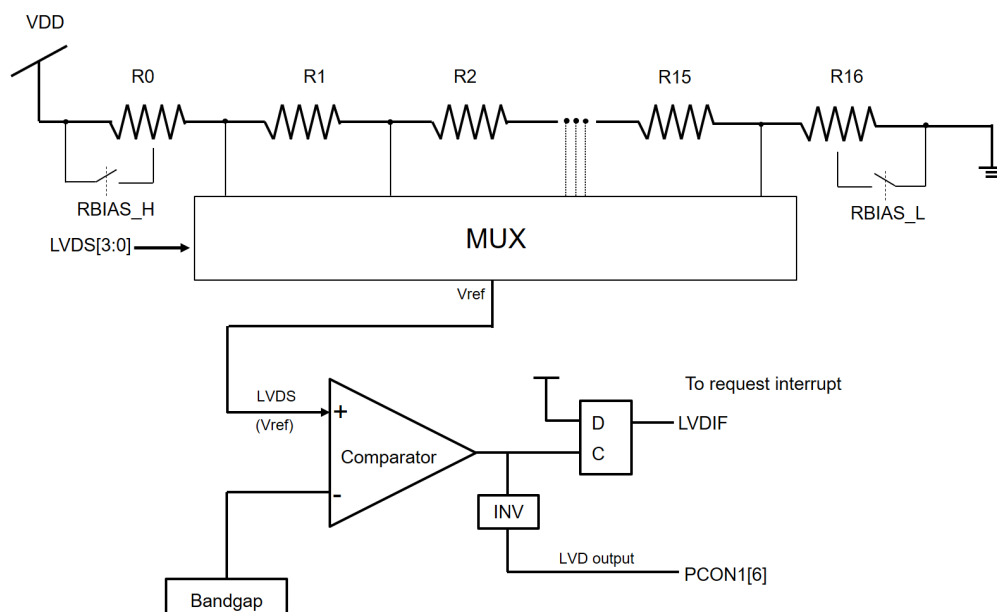 VDD
R0
R1
R2
R15
R16
RBIAS_H
RBIAS_L
LVDS[3:0]
MUX
Vref
LVDS
(Vref)
+
Comparator
-
To request interrupt
D
LVDIF
C
INV
LVD output
PCON1[6]
Bandgap